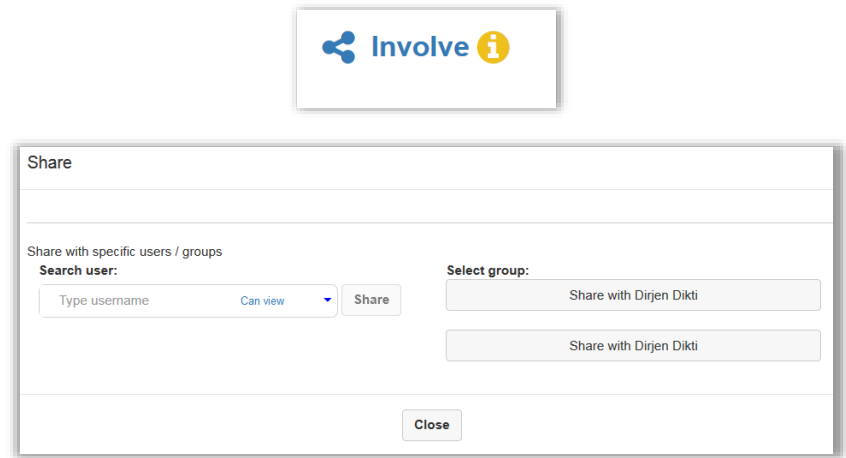 Involve i
Share
Share with specific users / groups
Search user:
Select group:
Type username
Can view
Share
Share with Dirjen Dikti
Share with Dirjen Dikti
Close